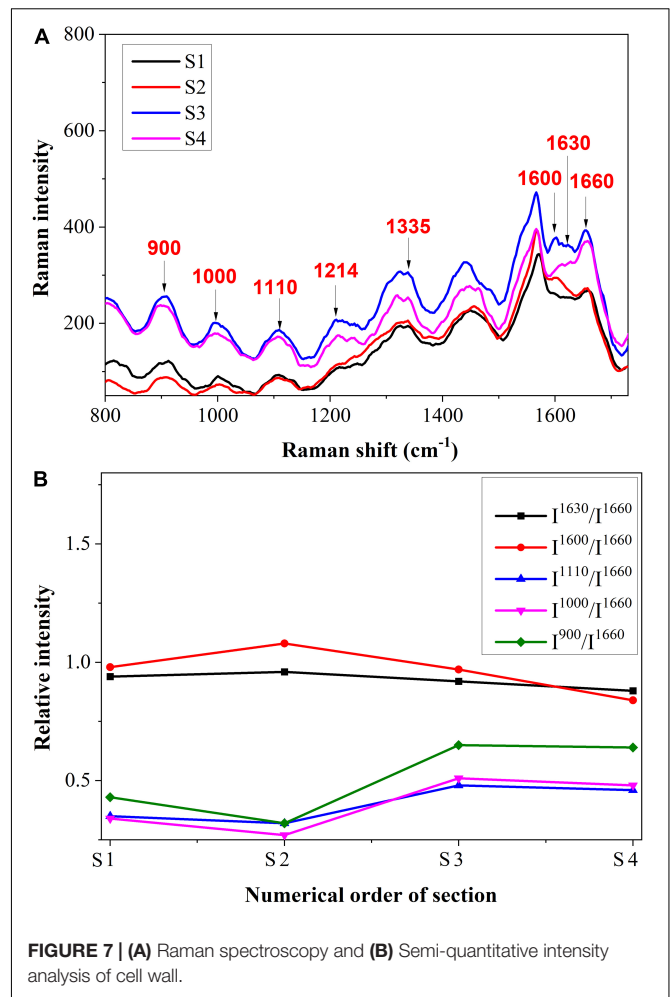 A
800
600
400
200
Raman intensity
S1
S2
S3
S4
900
1000
1110
1214
1335
1600
1630
1660
800 1000 1200 1400 1600
Raman shift (cm⁻¹)
B
1.5
1.0
0.5
Relative intensity
I¹⁶³⁰/I¹⁶⁶⁰
I¹⁶⁰⁰/I¹⁶⁶⁰
I¹¹¹⁰/I¹⁶⁶⁰
I¹⁰⁰⁰/I¹⁶⁶⁰
I⁹⁰⁰/I¹⁶⁶⁰
S1 S2 S3 S4
Numerical order of section
FIGURE 7 | (A) Raman spectroscopy and (B) Semi-quantitative intensity
analysis of cell wall.